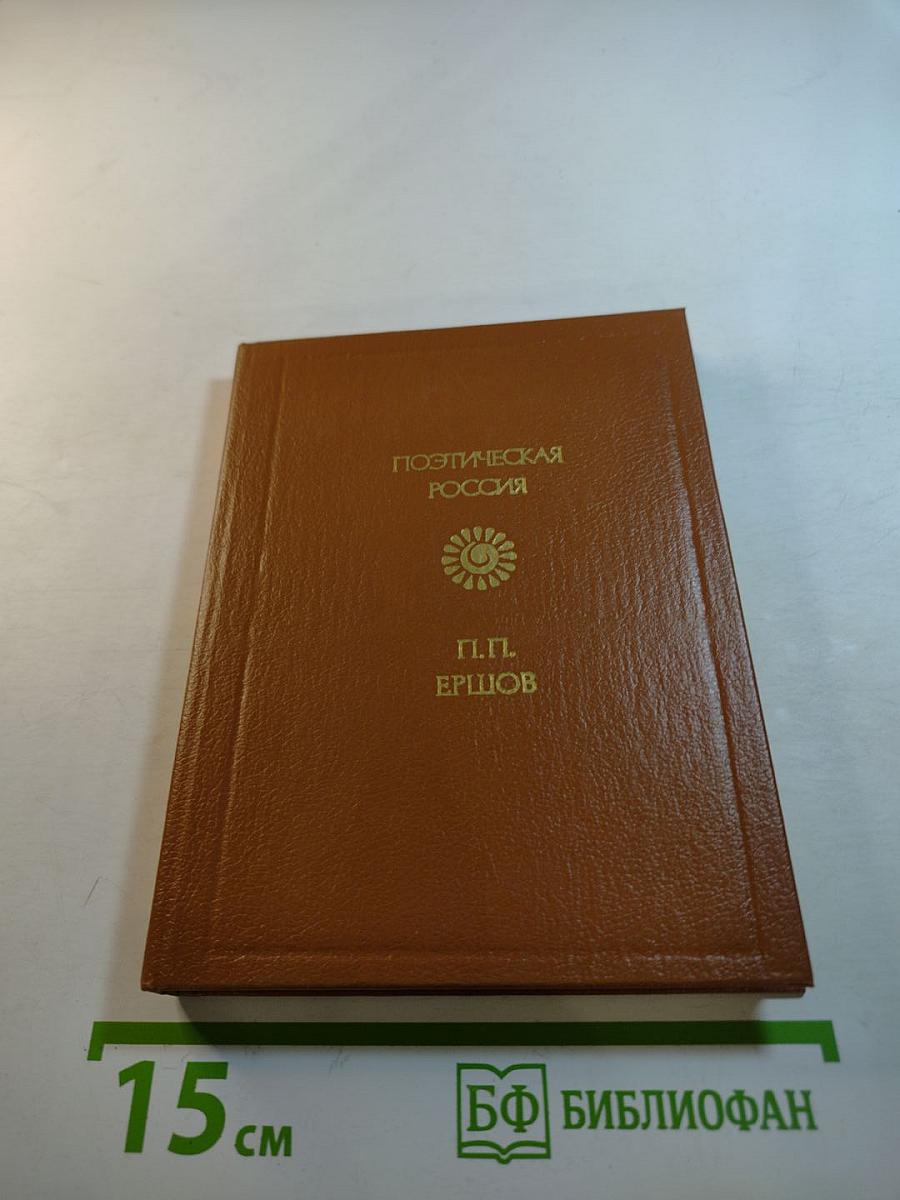 ПОЭТИЧЕСКАЯ
РОССИЯ
П.П.
ЕРШОВ
15 см
БФ БИБЛИОФАН